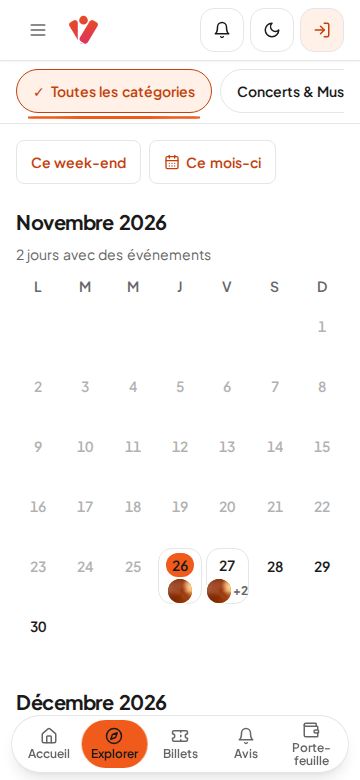 ✓ Toutes les catégories
Concerts & Mus
Ce week-end
Ce mois-ci
Novembre 2026
2 jours avec des événements
L M M J V S D
1
2 3 4 5 6 7 8
9 10 11 12 13 14 15
16 17 18 19 20 21 22
23 24 25 26 27 28 29
+2
30
Décembre 2026
Accueil
Explorer
Billets
Avis
Porte-
feuille